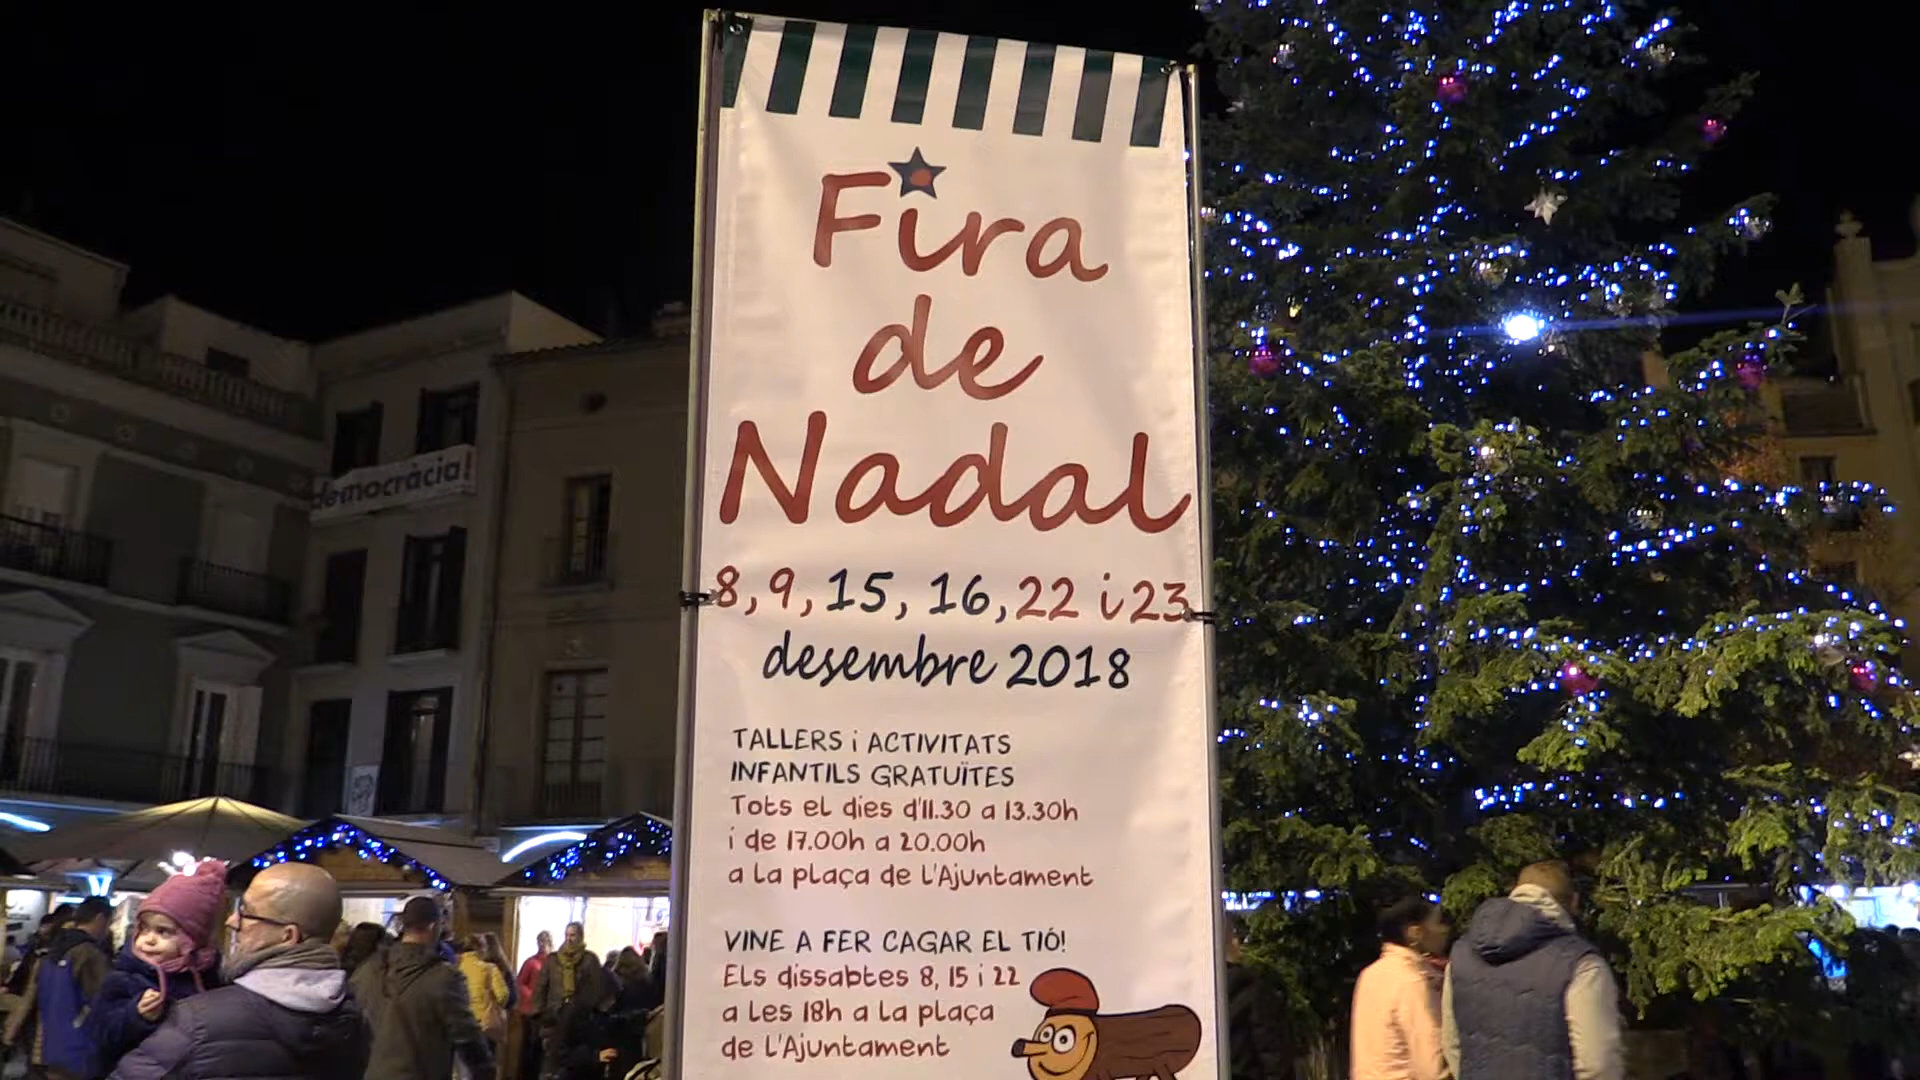 Fira
de
Nadal
8, 9, 15, 16, 22 i 23
desembre 2018
TALLERS i ACTIVITATS
INFANTILS GRATUÏTES
Tots el dies d'11.30 a 13.30h
i de 17.00h a 20.00h
a la plaça de l'Ajuntament
VINE A FER CAGAR EL TIÓ!
Els dissabtes 8, 15 i 22
a les 18h a la plaça
de l'Ajuntament
democràcia!